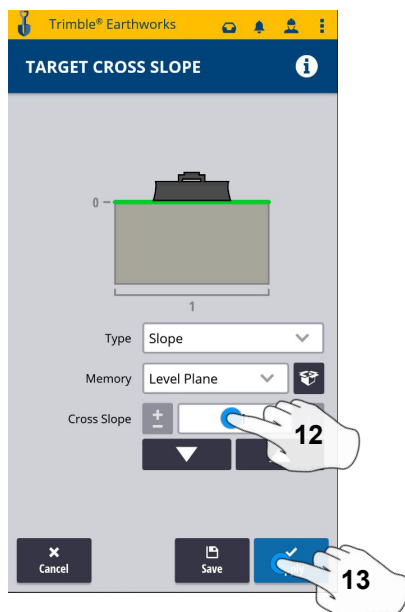 Trimble® Earthworks
TARGET CROSS SLOPE
0
1
Type Slope
Memory Level Plane
Cross Slope ±
12
Cancel Save
13